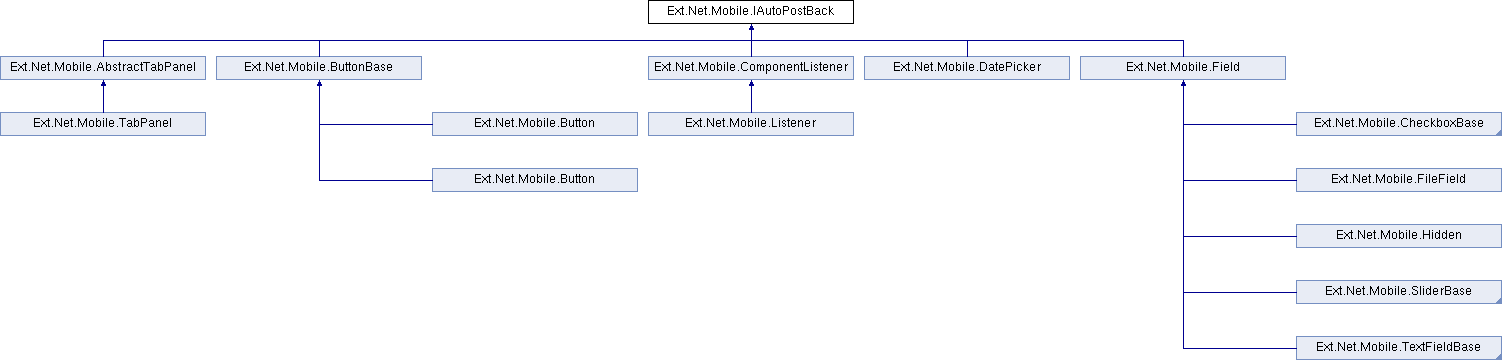 Ext.Net.Mobile.IAutoPostBack
Ext.Net.Mobile.AbstractTabPanel
Ext.Net.Mobile.ButtonBase
Ext.Net.Mobile.ComponentListener
Ext.Net.Mobile.DatePicker
Ext.Net.Mobile.Field
Ext.Net.Mobile.TabPanel
Ext.Net.Mobile.Button
Ext.Net.Mobile.Listener
Ext.Net.Mobile.CheckboxBase
Ext.Net.Mobile.Button
Ext.Net.Mobile.FileField
Ext.Net.Mobile.Hidden
Ext.Net.Mobile.SliderBase
Ext.Net.Mobile.TextFieldBase